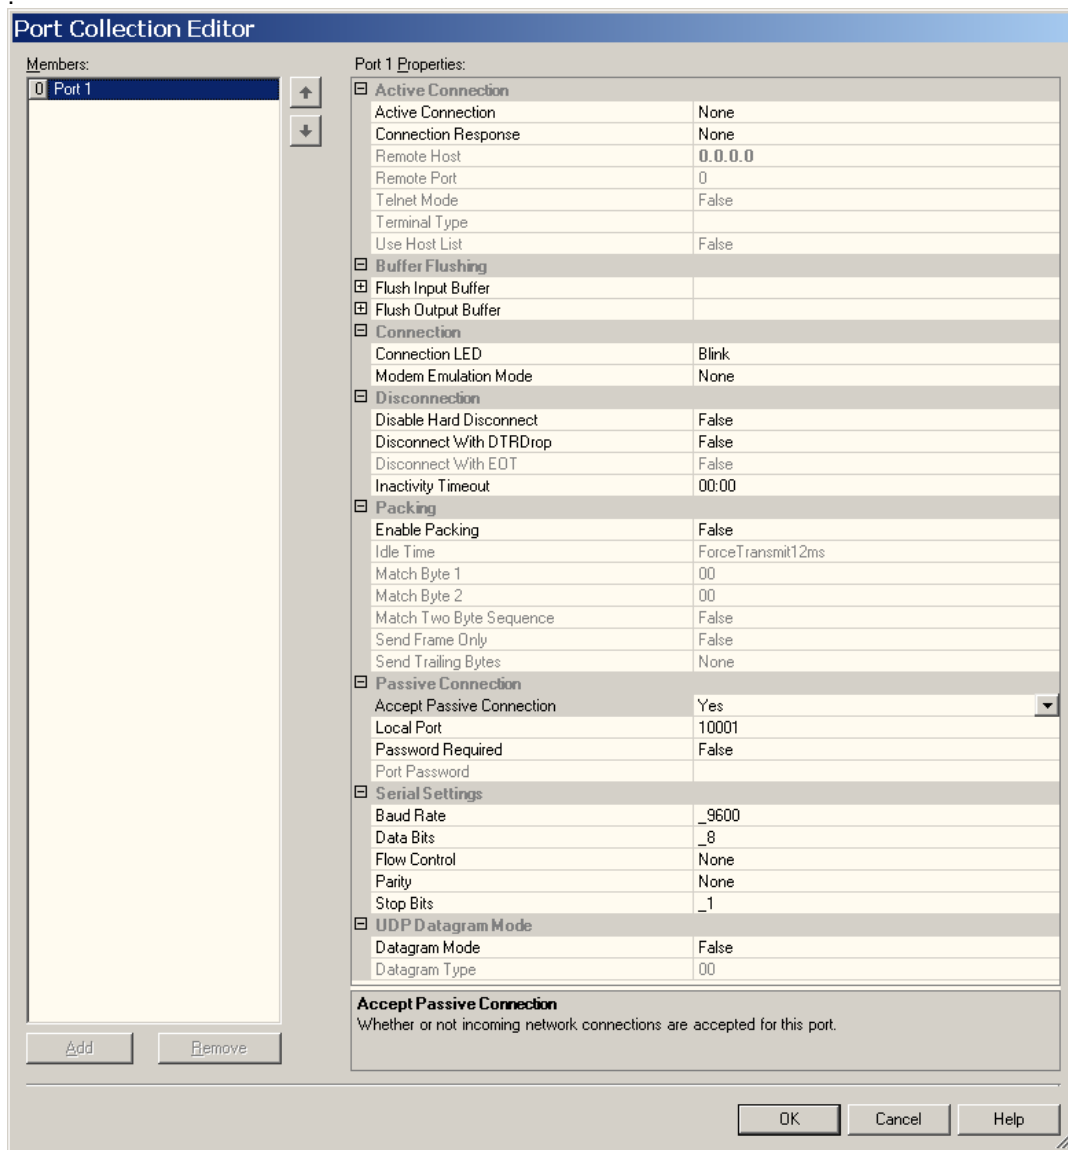 .
Port Collection Editor
Members:
0 Port 1
Add Remove
Port 1 Properties:
Active Connection
Active Connection None
Connection Response None
Remote Host 0.0.0.0
Remote Port 0
Telnet Mode False
Terminal Type
Use Host List False
Buffer Flushing
Flush Input Buffer
Flush Output Buffer
Connection
Connection LED Blink
Modem Emulation Mode None
Disconnection
Disable Hard Disconnect False
Disconnect With DTRDrop False
Disconnect With EOT False
Inactivity Timeout 00:00
Packing
Enable Packing False
Idle Time ForceTransmit12ms
Match Byte 1 00
Match Byte 2 00
Match Two Byte Sequence False
Send Frame Only False
Send Trailing Bytes None
Passive Connection
Accept Passive Connection Yes
Local Port 10001
Password Required False
Port Password
Serial Settings
Baud Rate _9600
Data Bits _8
Flow Control None
Parity None
Stop Bits _1
UDP Datagram Mode
Datagram Mode False
Datagram Type 00
Accept Passive Connection
Whether or not incoming network connections are accepted for this port.
OK Cancel Help